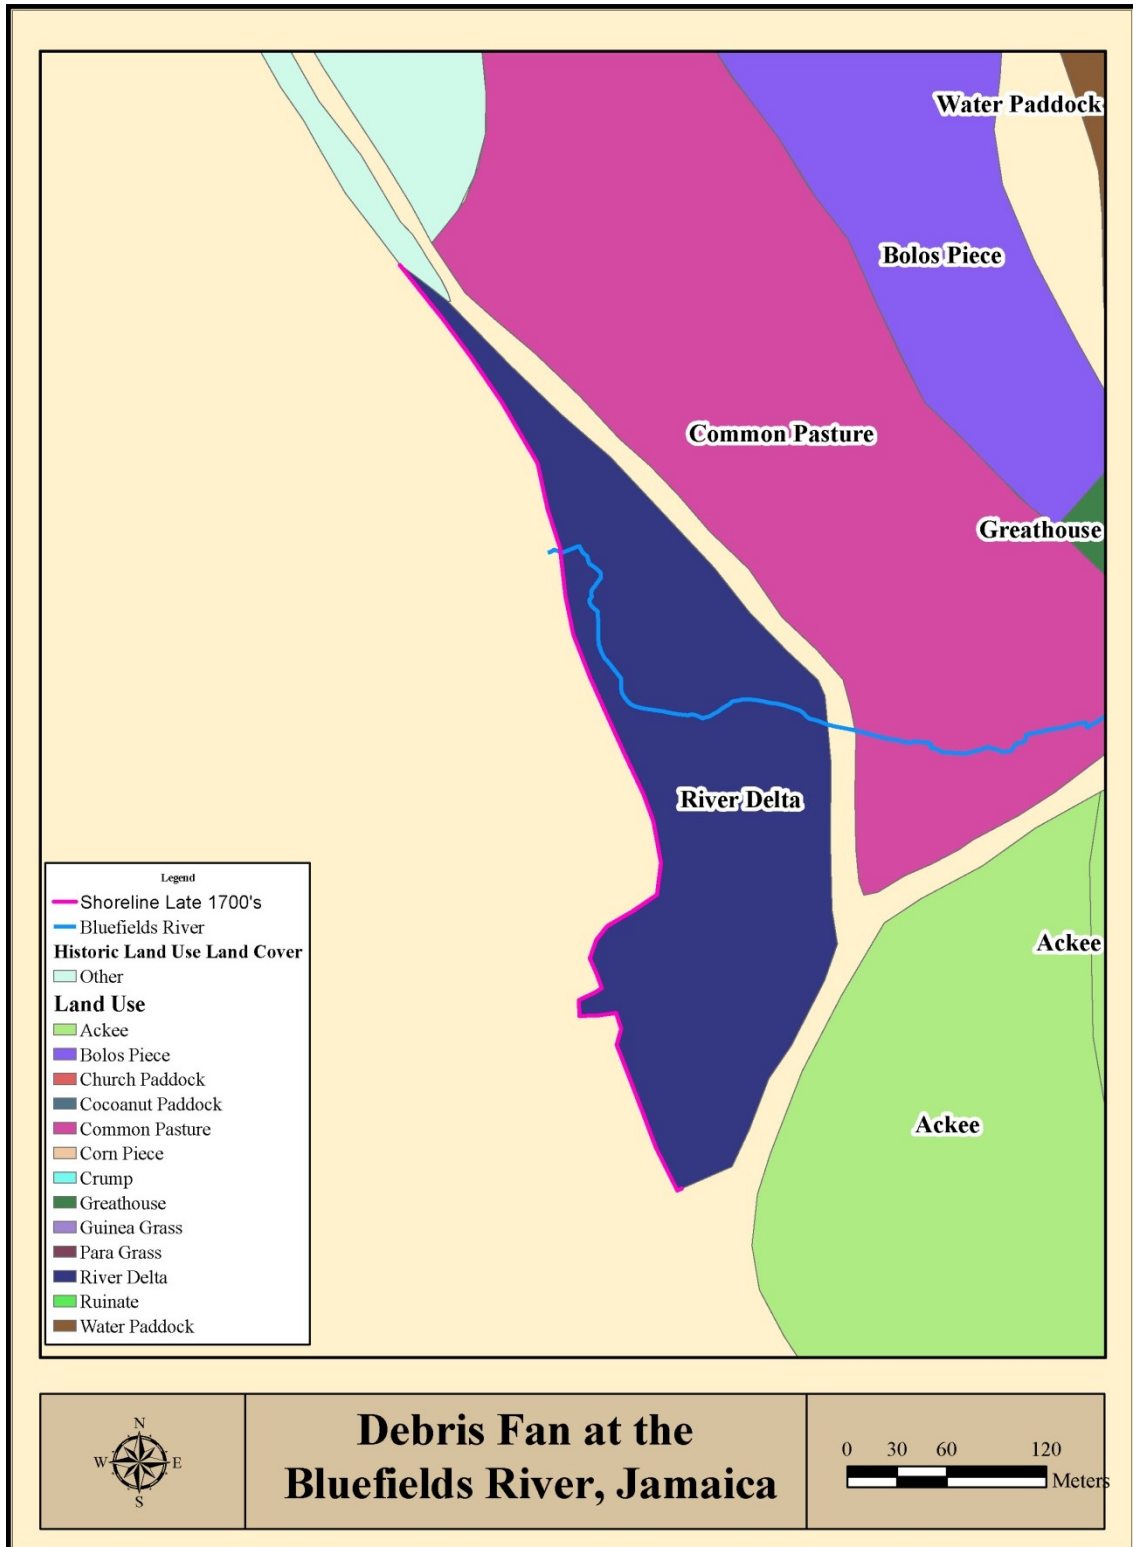 Water Paddock
Bolos Piece
Common Pasture
Greathouse
River Delta
Ackee
Ackee
Legend
Shoreline Late 1700's
Bluefields River
Historic Land Use Land Cover
Other
Land Use
Ackee
Bolos Piece
Church Paddock
Cocoanut Paddock
Common Pasture
Corn Piece
Crump
Greathouse
Guinea Grass
Para Grass
River Delta
Ruinate
Water Paddock
N
W E
S
Debris Fan at the
Bluefields River, Jamaica
0 30 60 120
Meters